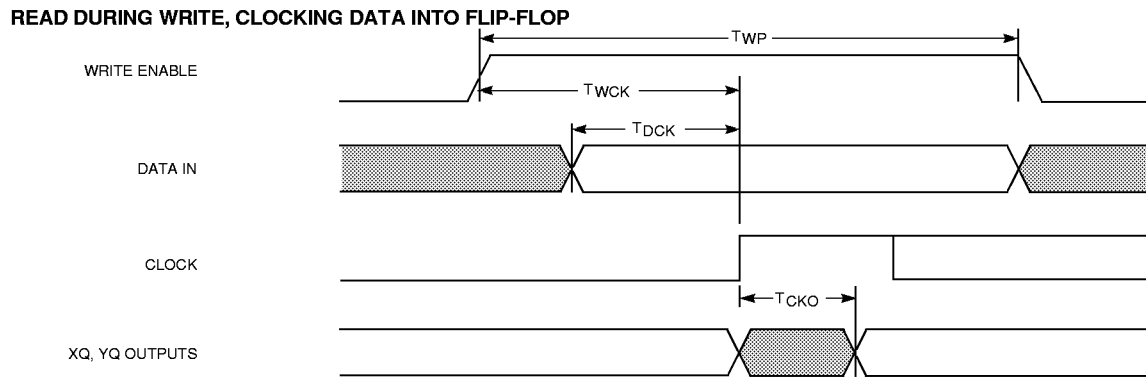 READ DURING WRITE, CLOCKING DATA INTO FLIP-FLOP
TWP
WRITE ENABLE
TWCK
TDCK
DATA IN
CLOCK
TCKO
XQ, YQ OUTPUTS